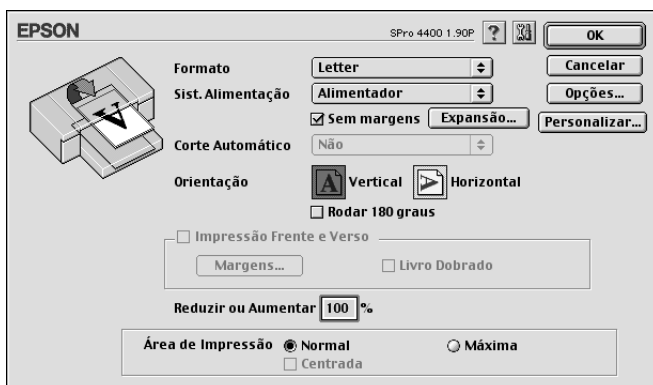 EPSON
SPro 4400 1.90P ? OK
Formato Letter Cancelar
Sist. Alimentação Alimentador Opções...
Sem margens Expansão... Personalizar...
Corte Automático Não
Orientação A Vertical A Horizontal
Rodar 180 graus
Impressão Frente e Verso
Margens... Livro Dobrado
Reduzir ou Aumentar 100 %
Área de Impressão Normal Máxima
Centrada